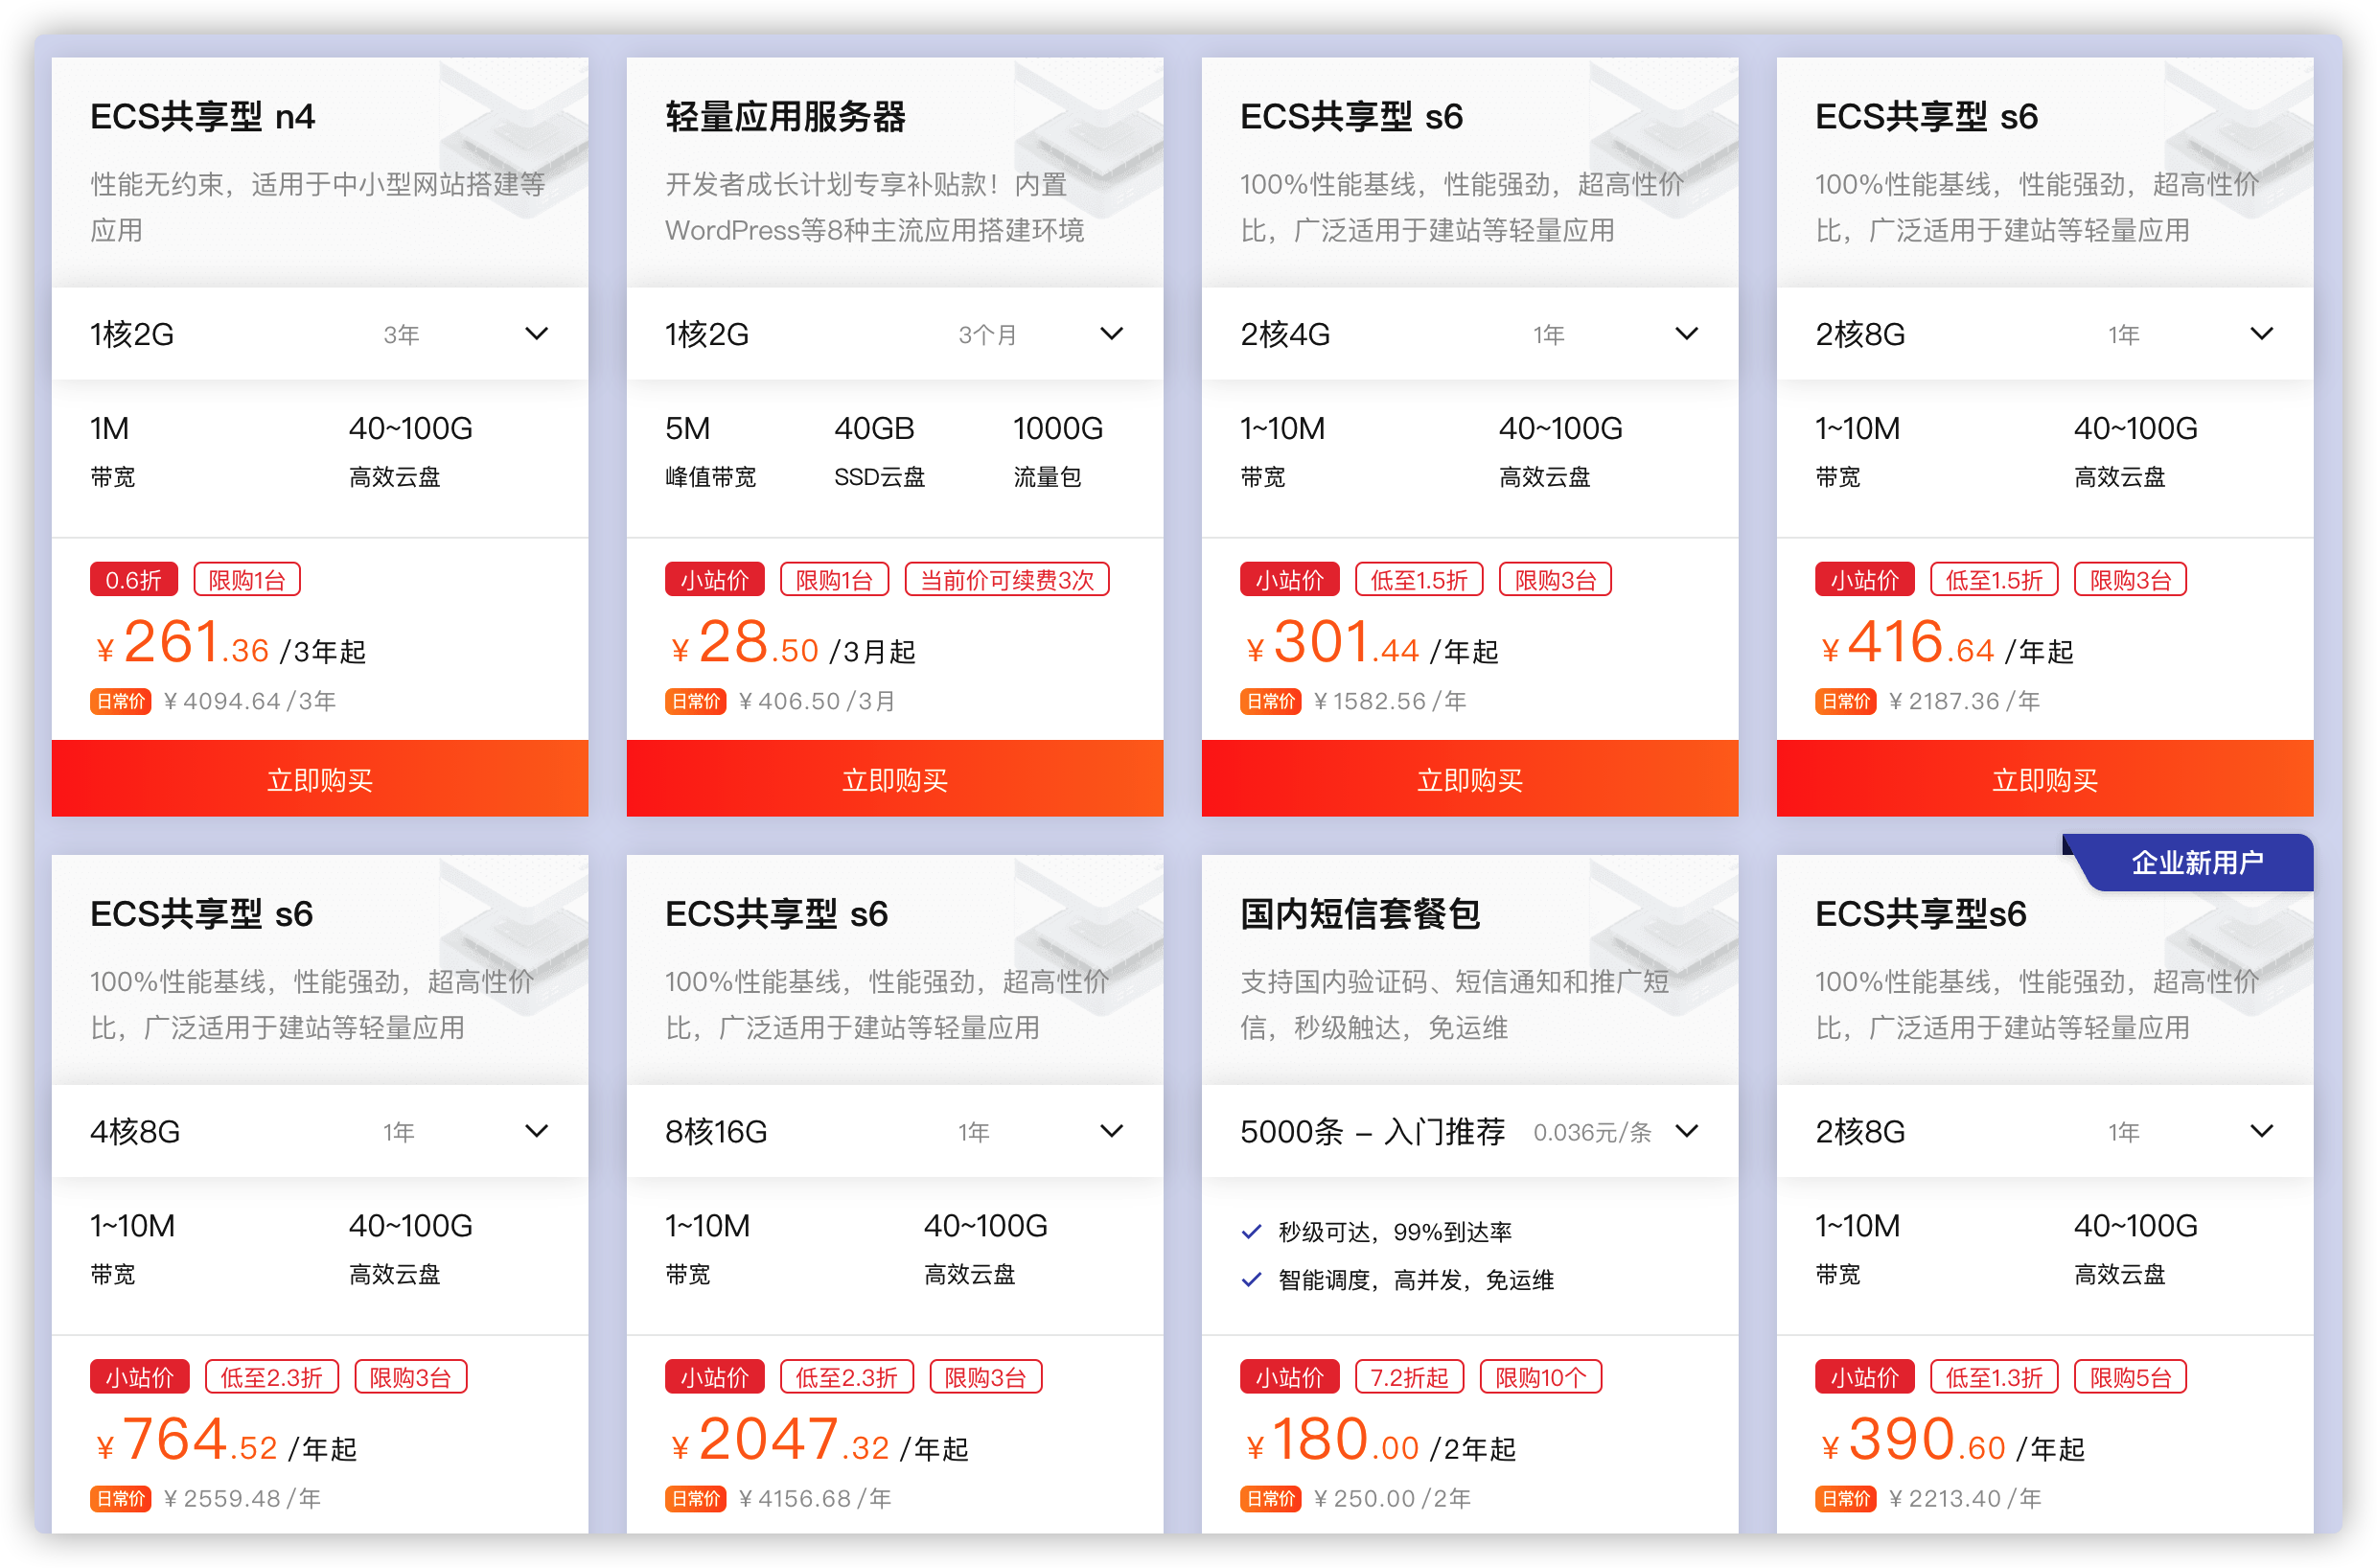 ECS共享型 n4
性能无约束，适用于中小型网站搭建等
应用
1核2G 3年
1M 40~100G
带宽 高效云盘
0.6折 限购1台
¥ 261.36 /3年起
日常价 ¥ 4094.64 /3年
立即购买
轻量应用服务器
开发者成长计划专享补贴款！内置
WordPress等8种主流应用搭建环境
1核2G 3个月
5M 40GB 1000G
峰值带宽 SSD云盘 流量包
小站价 限购1台 当前价可续费3次
¥ 28.50 /3月起
日常价 ¥ 406.50 /3月
立即购买
ECS共享型 s6
100%性能基线，性能强劲，超高性价
比，广泛适用于建站等轻量应用
2核4G 1年
1~10M 40~100G
带宽 高效云盘
小站价 低至1.5折 限购3台
¥ 301.44 /年起
日常价 ¥ 1582.56 /年
立即购买
ECS共享型 s6
100%性能基线，性能强劲，超高性价
比，广泛适用于建站等轻量应用
2核8G 1年
1~10M 40~100G
带宽 高效云盘
小站价 低至1.5折 限购3台
¥ 416.64 /年起
日常价 ¥ 2187.36 /年
立即购买
ECS共享型 s6
100%性能基线，性能强劲，超高性价
比，广泛适用于建站等轻量应用
4核8G 1年
1~10M 40~100G
带宽 高效云盘
小站价 低至2.3折 限购3台
¥ 764.52 /年起
日常价 ¥ 2559.48 /年
ECS共享型 s6
100%性能基线，性能强劲，超高性价
比，广泛适用于建站等轻量应用
8核16G 1年
1~10M 40~100G
带宽 高效云盘
小站价 低至2.3折 限购3台
¥ 2047.32 /年起
日常价 ¥ 4156.68 /年
国内短信套餐包
支持国内验证码、短信通知和推广短
信，秒级触达，免运维
5000条 – 入门推荐 0.036元/条
秒级可达，99%到达率
智能调度，高并发，免运维
小站价 7.2折起 限购10个
¥ 180.00 /2年起
日常价 ¥ 250.00 /2年
企业新用户
ECS共享型s6
100%性能基线，性能强劲，超高性价
比，广泛适用于建站等轻量应用
2核8G 1年
1~10M 40~100G
带宽 高效云盘
小站价 低至1.3折 限购5台
¥ 390.60 /年起
日常价 ¥ 2213.40 /年